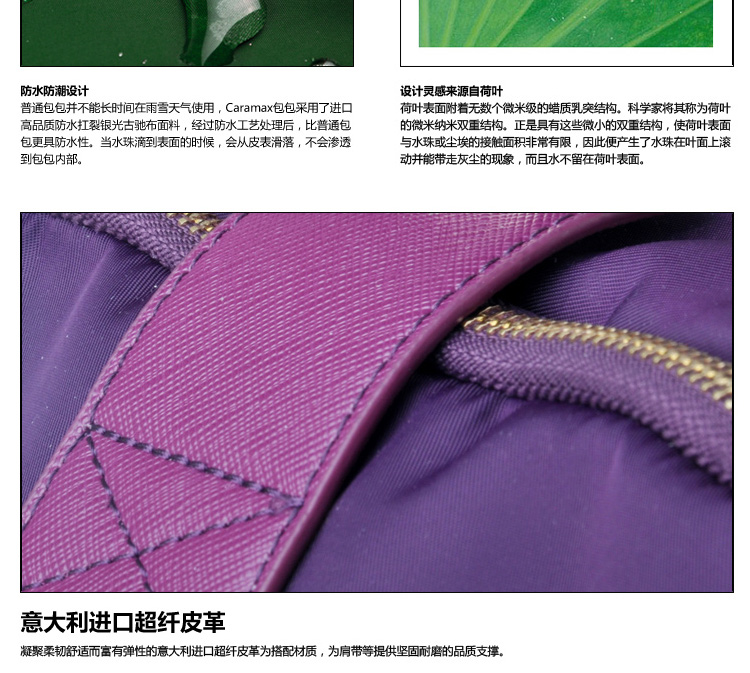 防水防潮设计
普通包包并不能长时间在雨雪天气使用，Caramax包包采用了进口
高品质防水扛裂银光古驰布面料，经过防水工艺处理后，比普通包
包更具防水性。当水珠滴到表面的时候，会从皮表滑落，不会渗透
到包包内部。
设计灵感来源自荷叶
荷叶表面附着无数个微米级的蜡质乳突结构。科学家将其称为荷叶
的微米纳米双重结构。正是具有这些微小的双重结构，使荷叶表面
与水珠或尘埃的接触面积非常有限，因此便产生了水珠在叶面上滚
动并能带走灰尘的现象，而且水不留在荷叶表面。
意大利进口超纤皮革
凝聚柔韧舒适而富有弹性的意大利进口超纤皮革为搭配材质，为肩带等提供坚固耐磨的品质支撑。